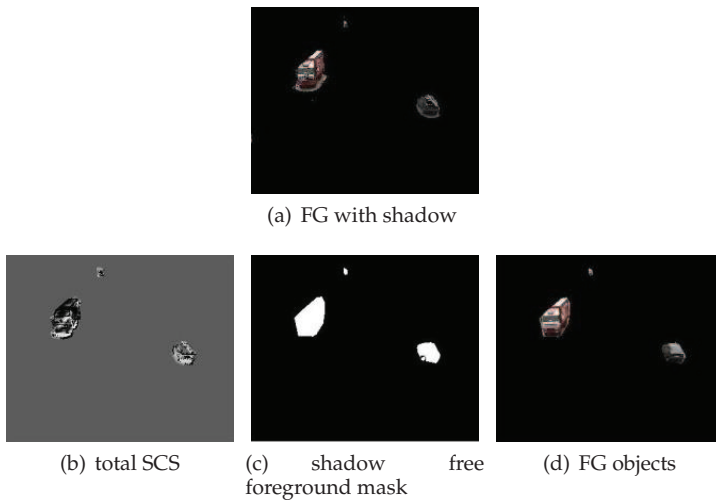 (a) FG with shadow
(b) total SCS
(c) shadow free
foreground mask
(d) FG objects